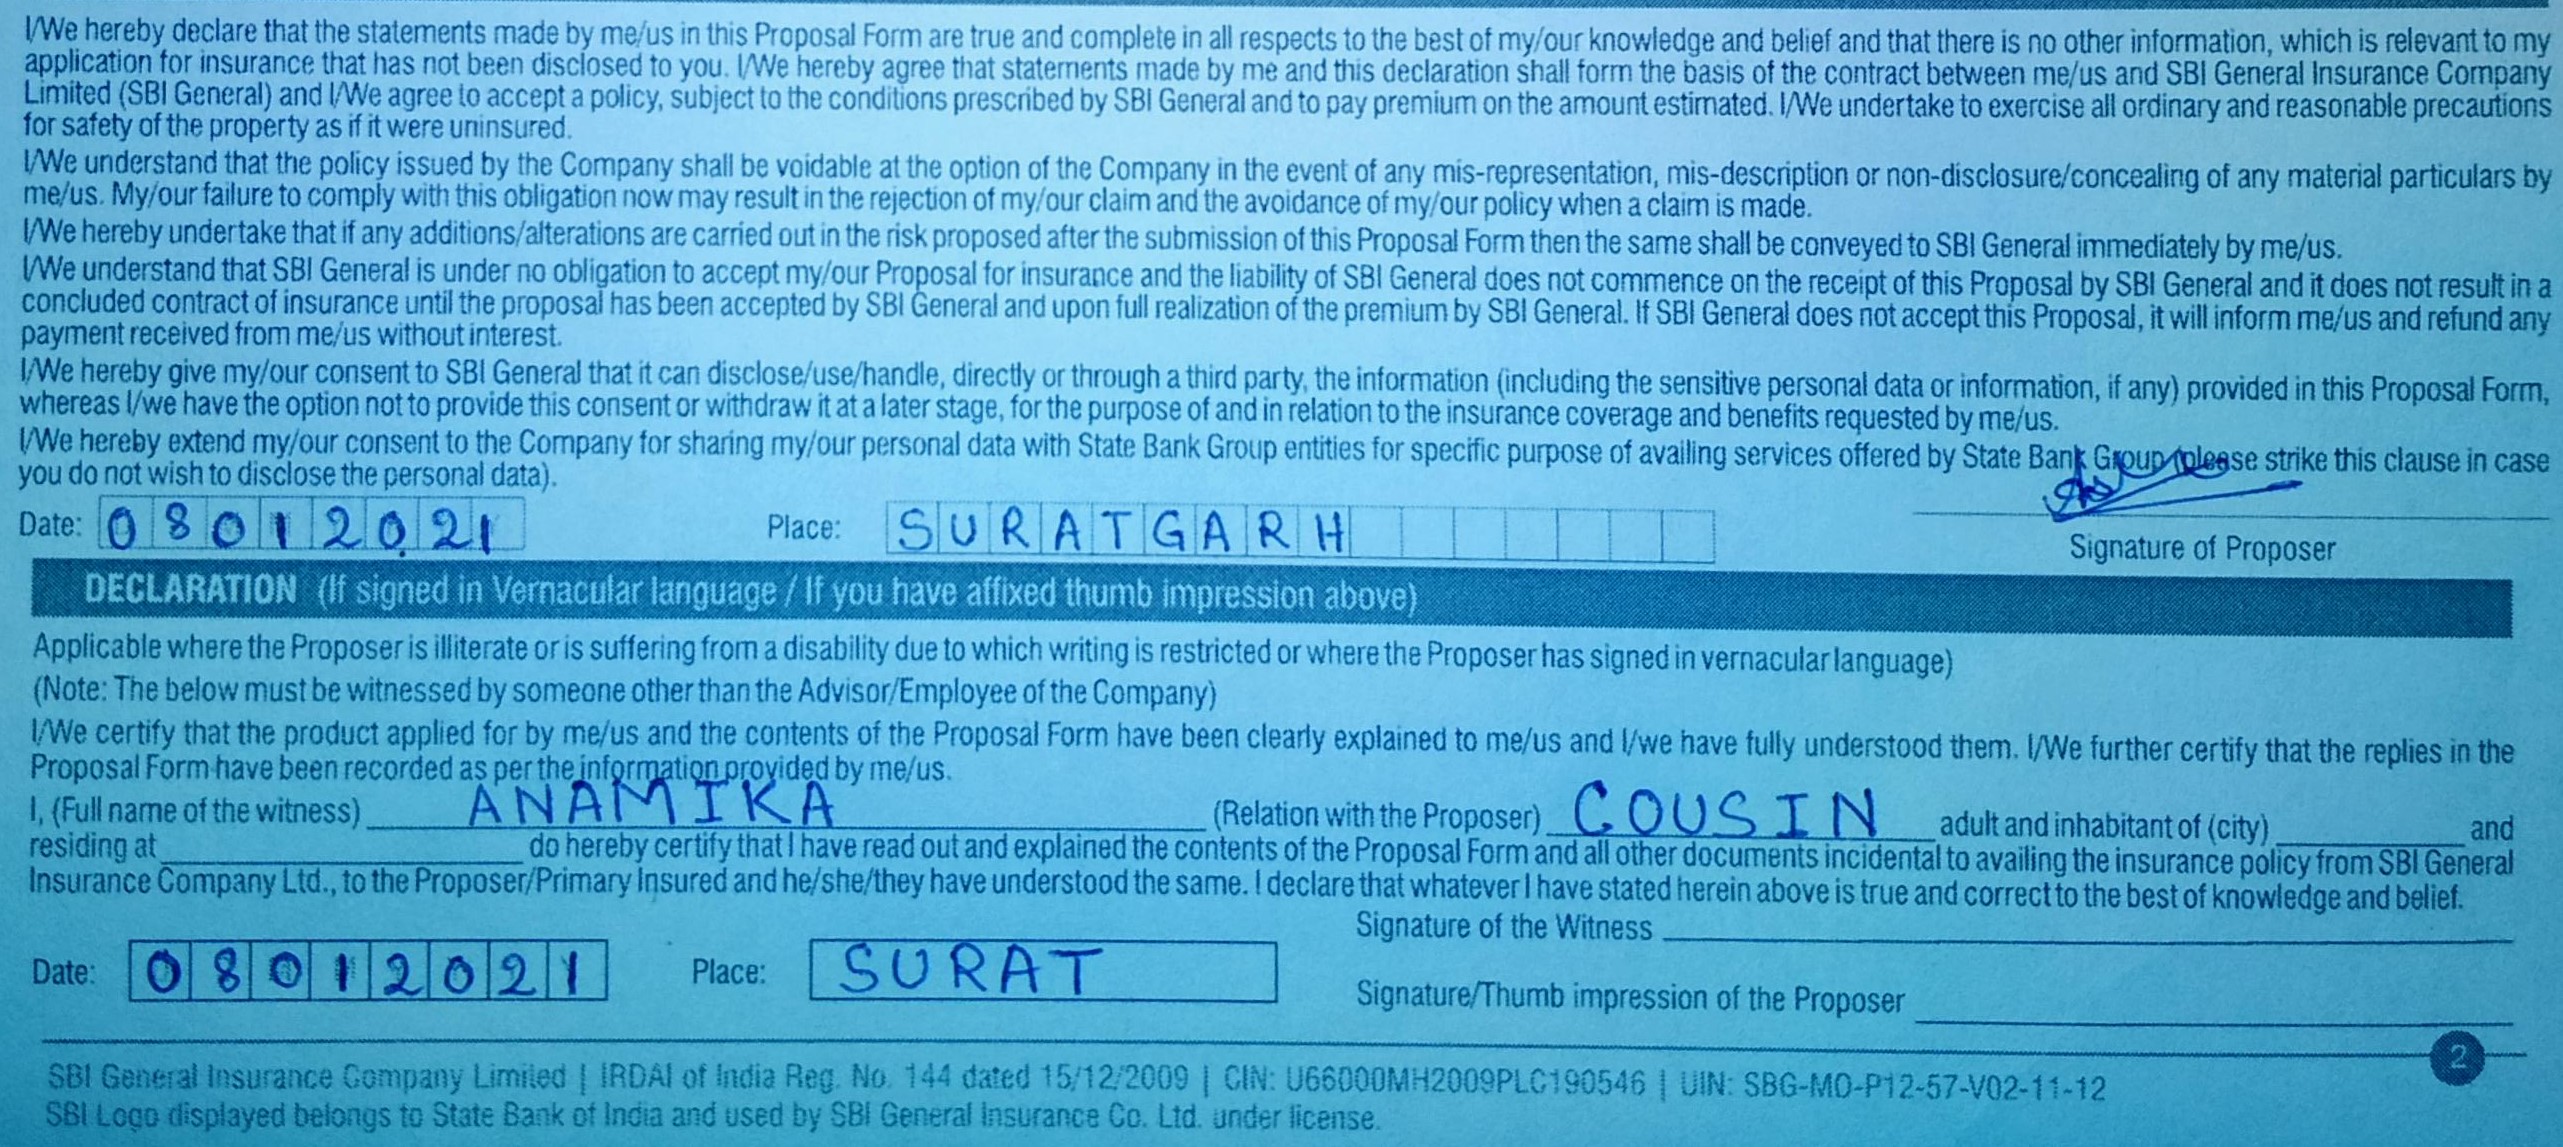 I/We hereby declare that the statements made by me/us in this Proposal Form are true and complete in all respects to the best of my/our knowledge and belief and that there is no other information, which is relevant to my
application for insurance that has not been disclosed to you. I/We hereby agree that statements made by me and this declaration shall form the basis of the contract between me/us and SBI General Insurance Company
Limited (SBI General) and I/We agree to accept a policy, subject to the conditions prescribed by SBI General and to pay premium on the amount estimated. I/We undertake to exercise all ordinary and reasonable precautions
for safety of the property as if it were uninsured.
I/We understand that the policy issued by the Company shall be voidable at the option of the Company in the event of any mis-representation, mis-description or non-disclosure/concealing of any material particulars by
me/us. My/our failure to comply with this obligation now may result in the rejection of my/our claim and the avoidance of my/our policy when a claim is made.
I/We hereby undertake that if any additions/alterations are carried out in the risk proposed after the submission of this Proposal Form then the same shall be conveyed to SBI General immediately by me/us.
I/We understand that SBI General is under no obligation to accept my/our Proposal for insurance and the liability of SBI General does not commence on the receipt of this Proposal by SBI General and it does not result in a
concluded contract of insurance until the proposal has been accepted by SBI General and upon full realization of the premium by SBI General. If SBI General does not accept this Proposal, it will inform me/us and refund any
payment received from me/us without interest.
I/We hereby give my/our consent to SBI General that it can disclose/use/handle, directly or through a third party, the information (including the sensitive personal data or information, if any) provided in this Proposal Form,
whereas I/we have the option not to provide this consent or withdraw it at a later stage, for the purpose of and in relation to the insurance coverage and benefits requested by me/us.
I/We hereby extend my/our consent to the Company for sharing my/our personal data with State Bank Group entities for specific purpose of availing services offered by State Bank Group (please strike this clause in case
you do not wish to disclose the personal data).
Date: 08012021 Place: SURATGARH
Signature of Proposer
DECLARATION (If signed in Vernacular language / If you have affixed thumb impression above)
Applicable where the Proposer is illiterate or is suffering from a disability due to which writing is restricted or where the Proposer has signed in vernacular language)
(Note: The below must be witnessed by someone other than the Advisor/Employee of the Company)
I/We certify that the product applied for by me/us and the contents of the Proposal Form have been clearly explained to me/us and I/we have fully understood them. I/We further certify that the replies in the
Proposal Form have been recorded as per the information provided by me/us.
I, (Full name of the witness) ANAMIKA (Relation with the Proposer) COUSIN adult and inhabitant of (city) and
residing at do hereby certify that I have read out and explained the contents of the Proposal Form and all other documents incidental to availing the insurance policy from SBI General
Insurance Company Ltd., to the Proposer/Primary Insured and he/she/they have understood the same. I declare that whatever I have stated herein above is true and correct to the best of knowledge and belief.
Signature of the Witness
Date: 08012021 Place: SURAT
Signature/Thumb impression of the Proposer
2
SBI General Insurance Company Limited | IRDAI of India Reg. No. 144 dated 15/12/2009 | CIN: U66000MH2009PLC190546 | UIN: SBG-MO-P12-57-V02-11-12
SBI Logo displayed belongs to State Bank of India and used by SBI General Insurance Co. Ltd. under license.